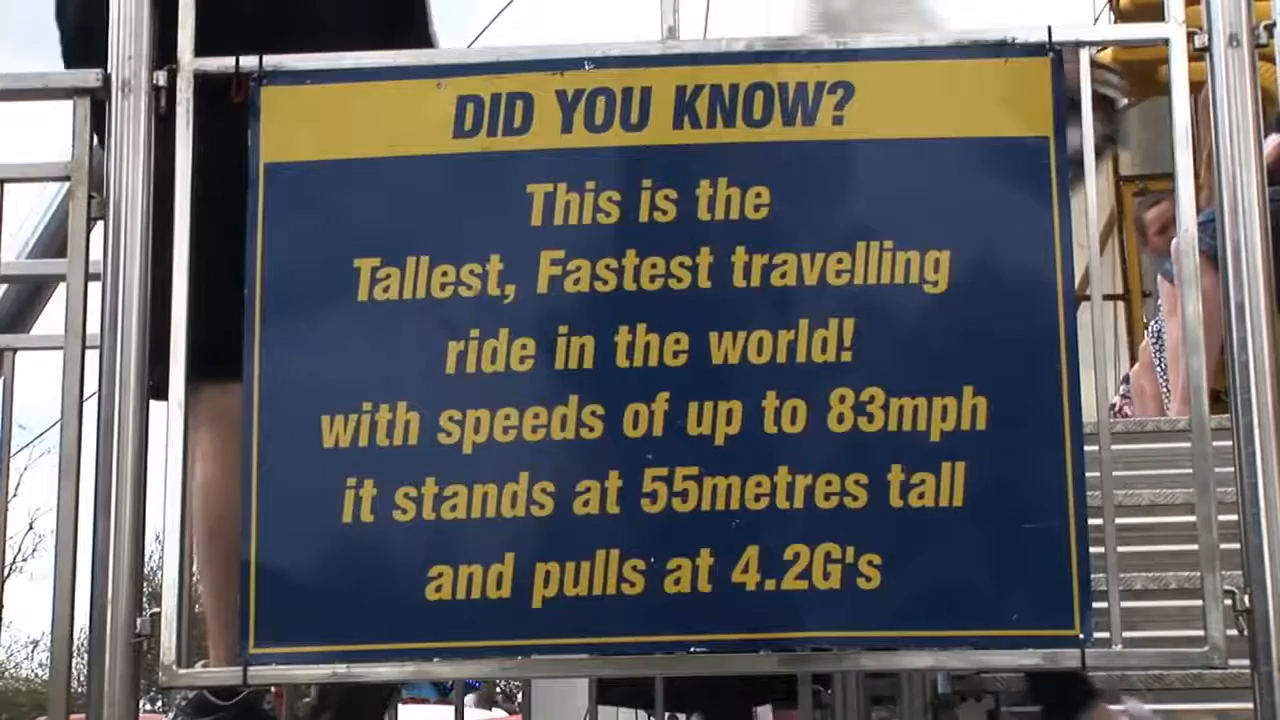 DID YOU KNOW?
This is the
Tallest, Fastest travelling
ride in the world!
with speeds of up to 83mph
it stands at 55metres tall
and pulls at 4.2G's